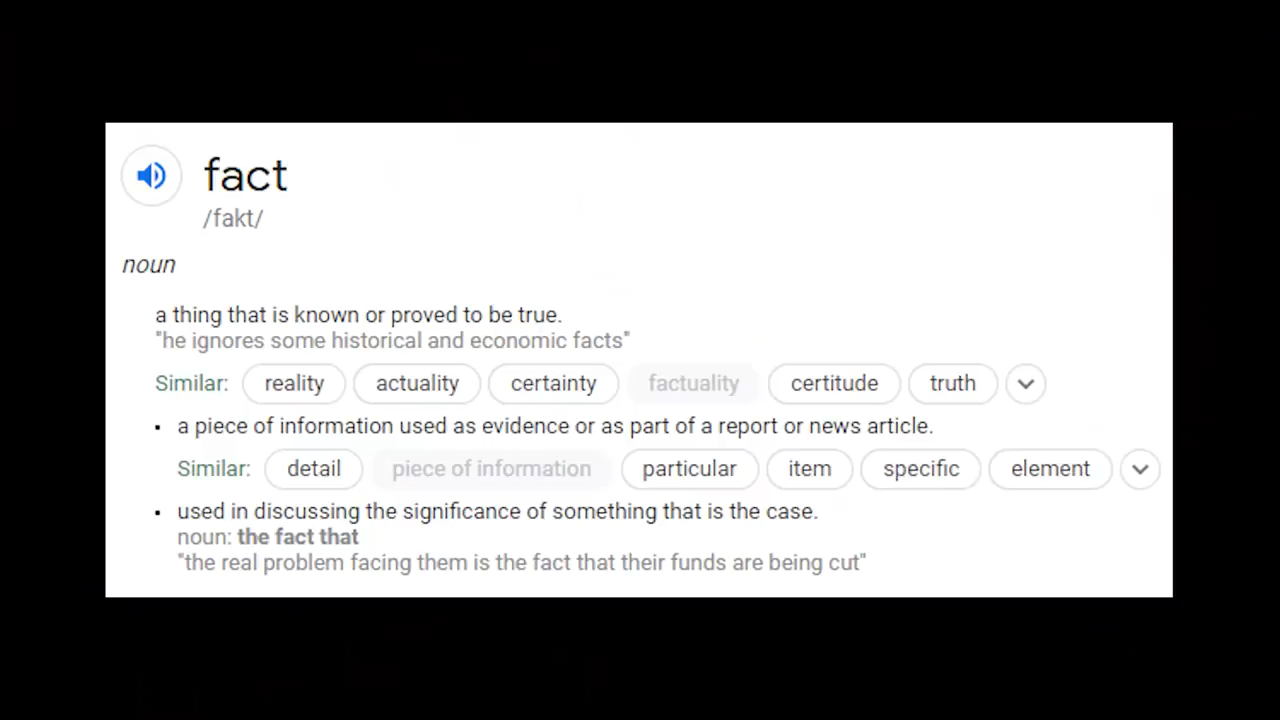 fact
/fakt/
noun
a thing that is known or proved to be true.
"he ignores some historical and economic facts"
Similar: reality actuality certainty factuality certitude truth
• a piece of information used as evidence or as part of a report or news article.
Similar: detail piece of information particular item specific element
• used in discussing the significance of something that is the case.
noun: the fact that
"the real problem facing them is the fact that their funds are being cut"